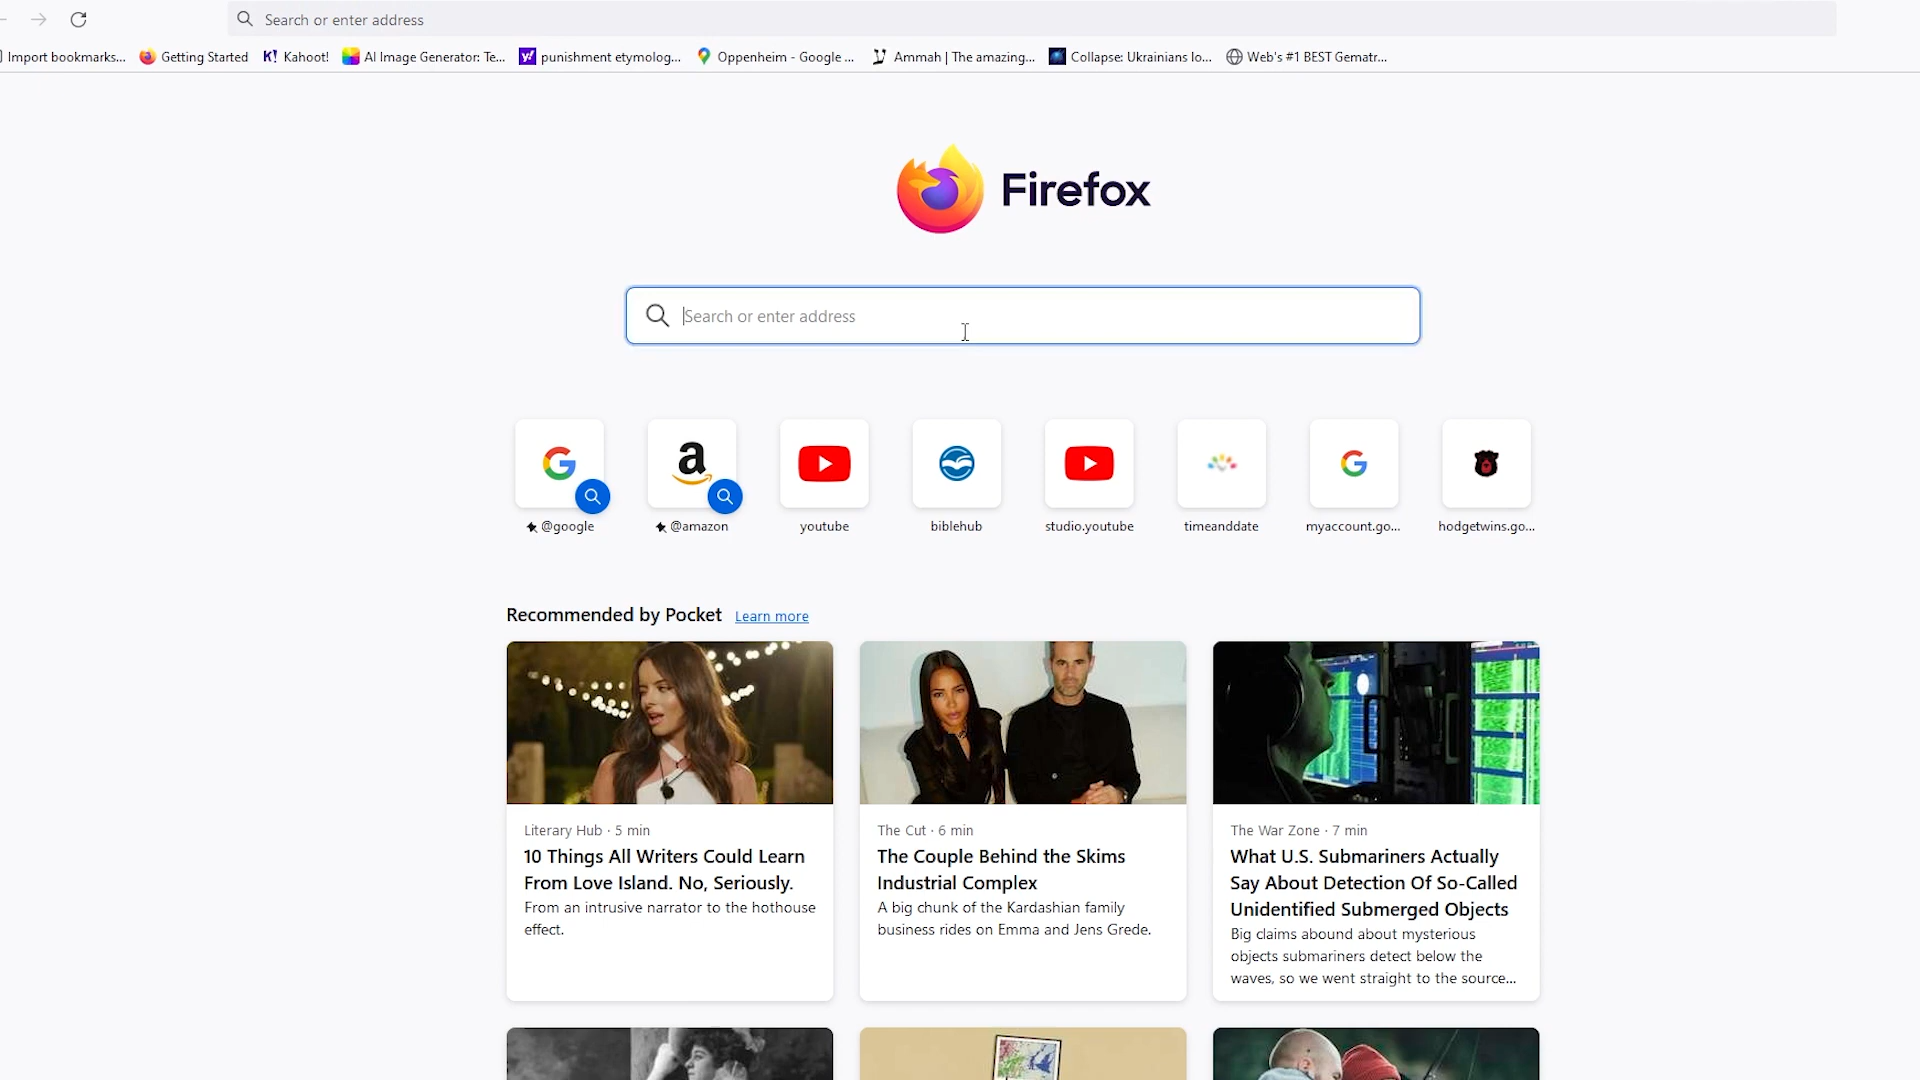 Search or enter address
Import bookmarks...
Getting Started
Kahoot!
AI Image Generator: Te...
punishment etymolog...
Oppenheim - Google ...
Ammah | The amazing...
Collapse: Ukrainians lo...
Web's #1 BEST Gematr...
Firefox
Search or enter address
@google
@amazon
youtube
biblehub
studio.youtube
timeanddate
myaccount.go...
hodgetwins.go...
Recommended by Pocket Learn more
Literary Hub · 5 min
10 Things All Writers Could Learn
From Love Island. No, Seriously.
From an intrusive narrator to the hothouse
effect.
The Cut · 6 min
The Couple Behind the Skims
Industrial Complex
A big chunk of the Kardashian family
business rides on Emma and Jens Grede.
The War Zone · 7 min
What U.S. Submariners Actually
Say About Detection Of So-Called
Unidentified Submerged Objects
Big claims abound about mysterious
objects submariners detect below the
waves, so we went straight to the source...